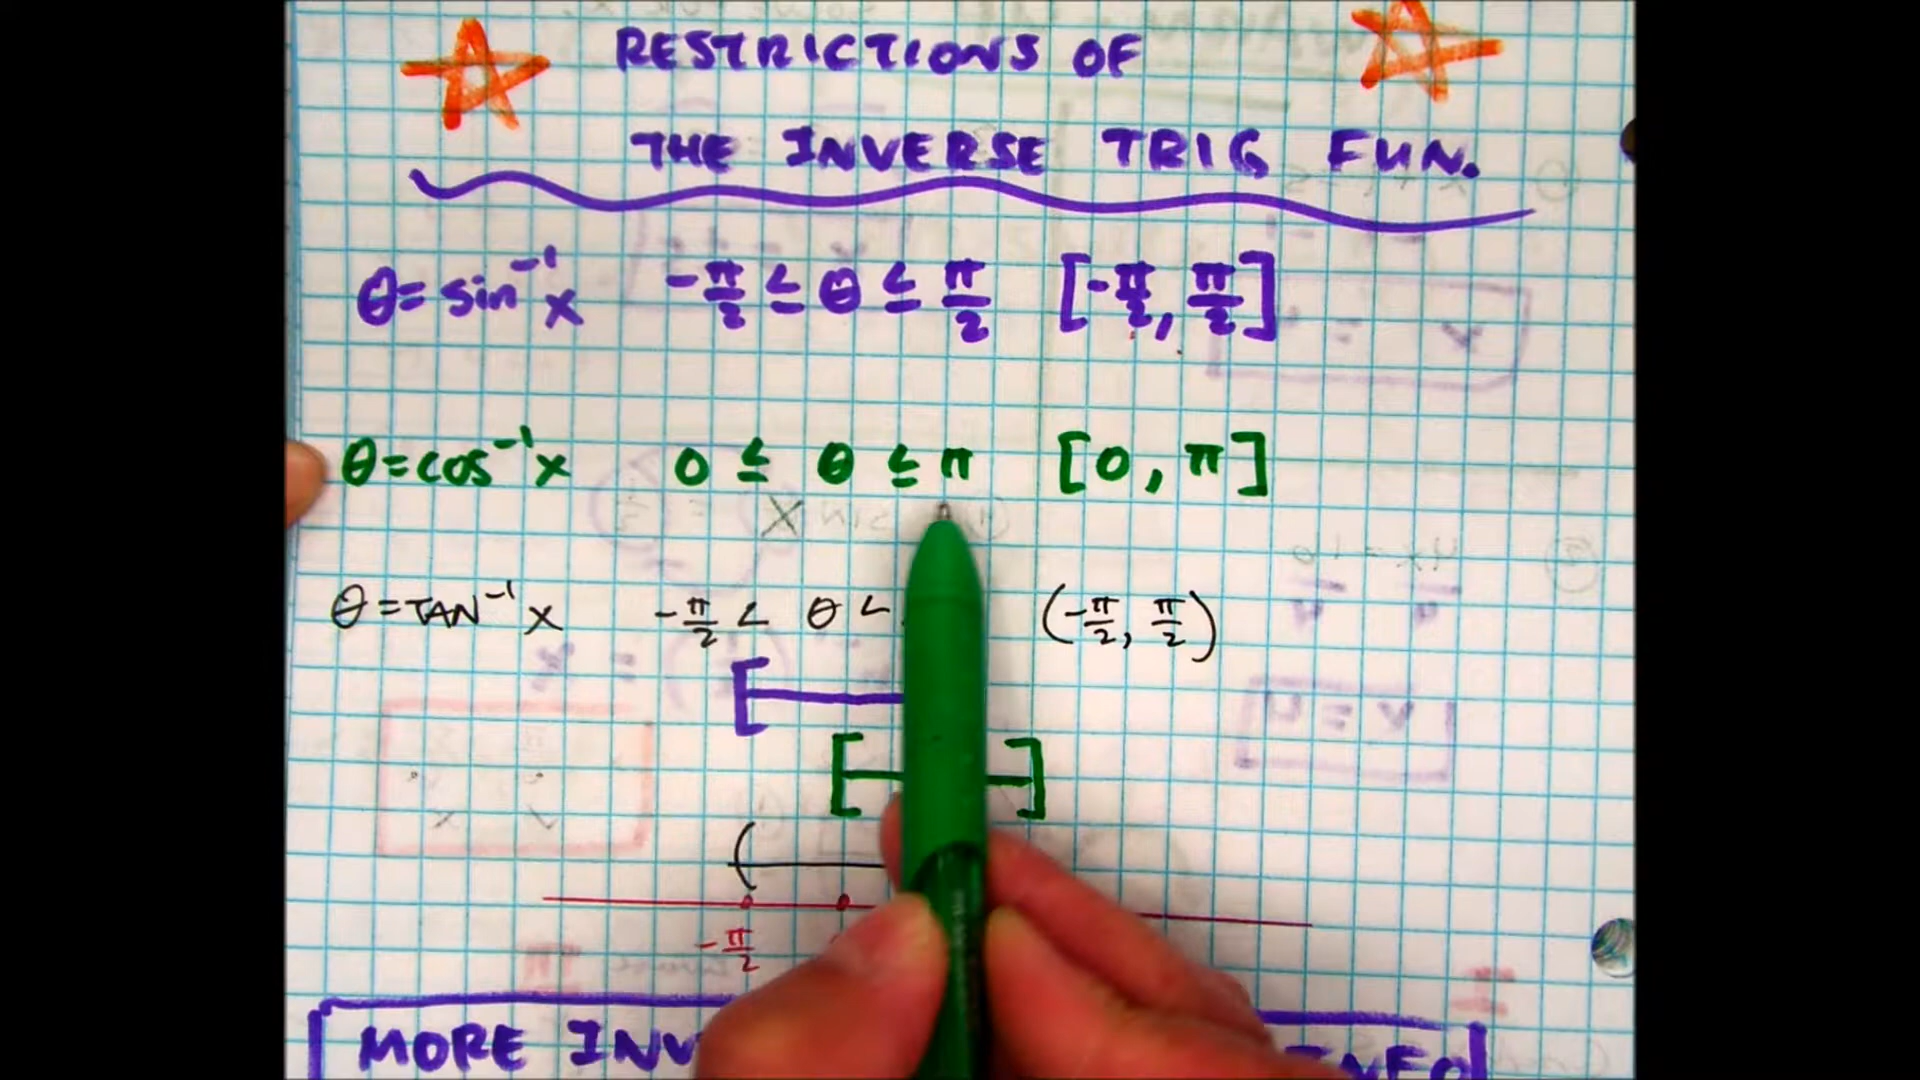 RESTRICTIONS OF
THE INVERSE TRIG FUN.
θ = sin⁻¹x -π/2 ≤ θ ≤ π/2 [-π/2, π/2]
θ = cos⁻¹x 0 ≤ θ ≤ π [0, π]
θ = TAN⁻¹x -π/2 < θ < (-π/2, π/2)
-π/2
MORE INFO